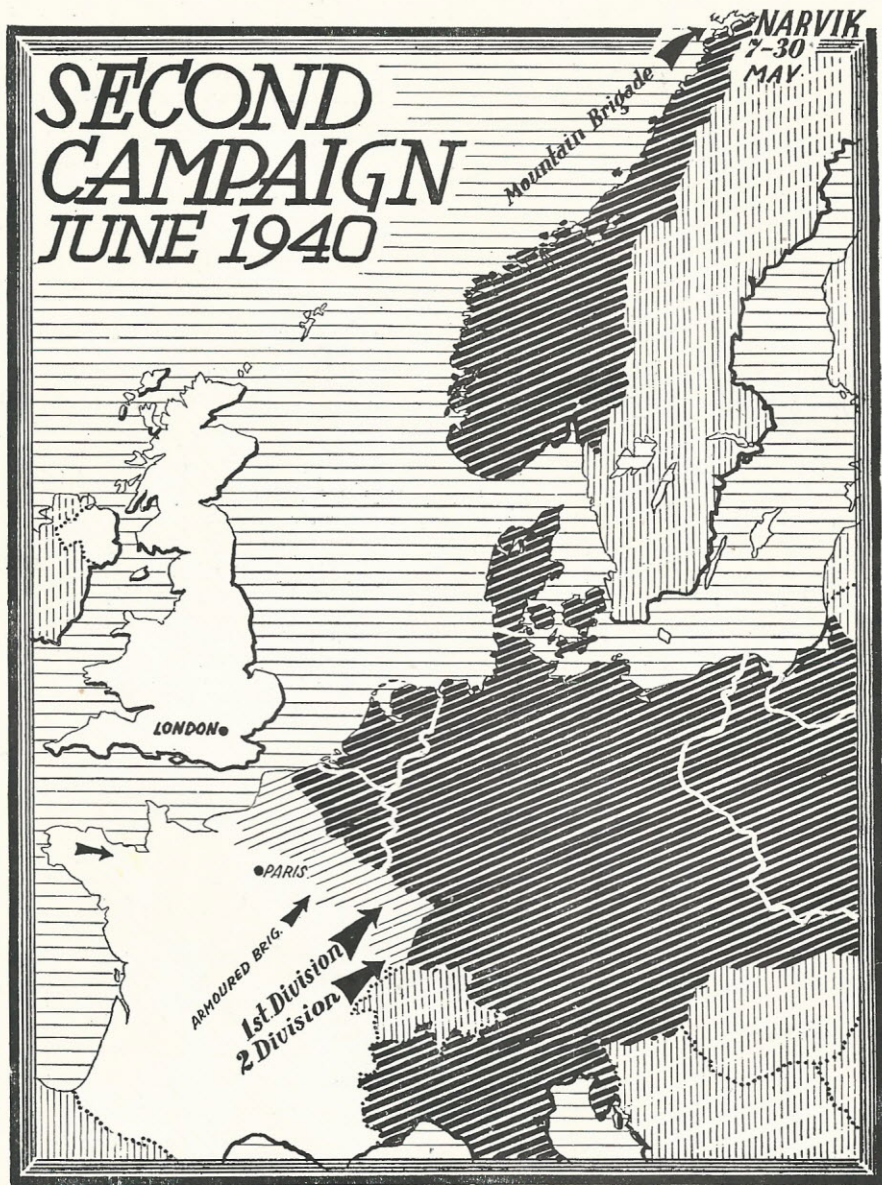 SECOND
CAMPAIGN
JUNE 1940
NARVIK
7-30
MAY.
Mountain Brigade
LONDON
PARIS.
ARMOURED BRIG.
1st. Division
2 Division